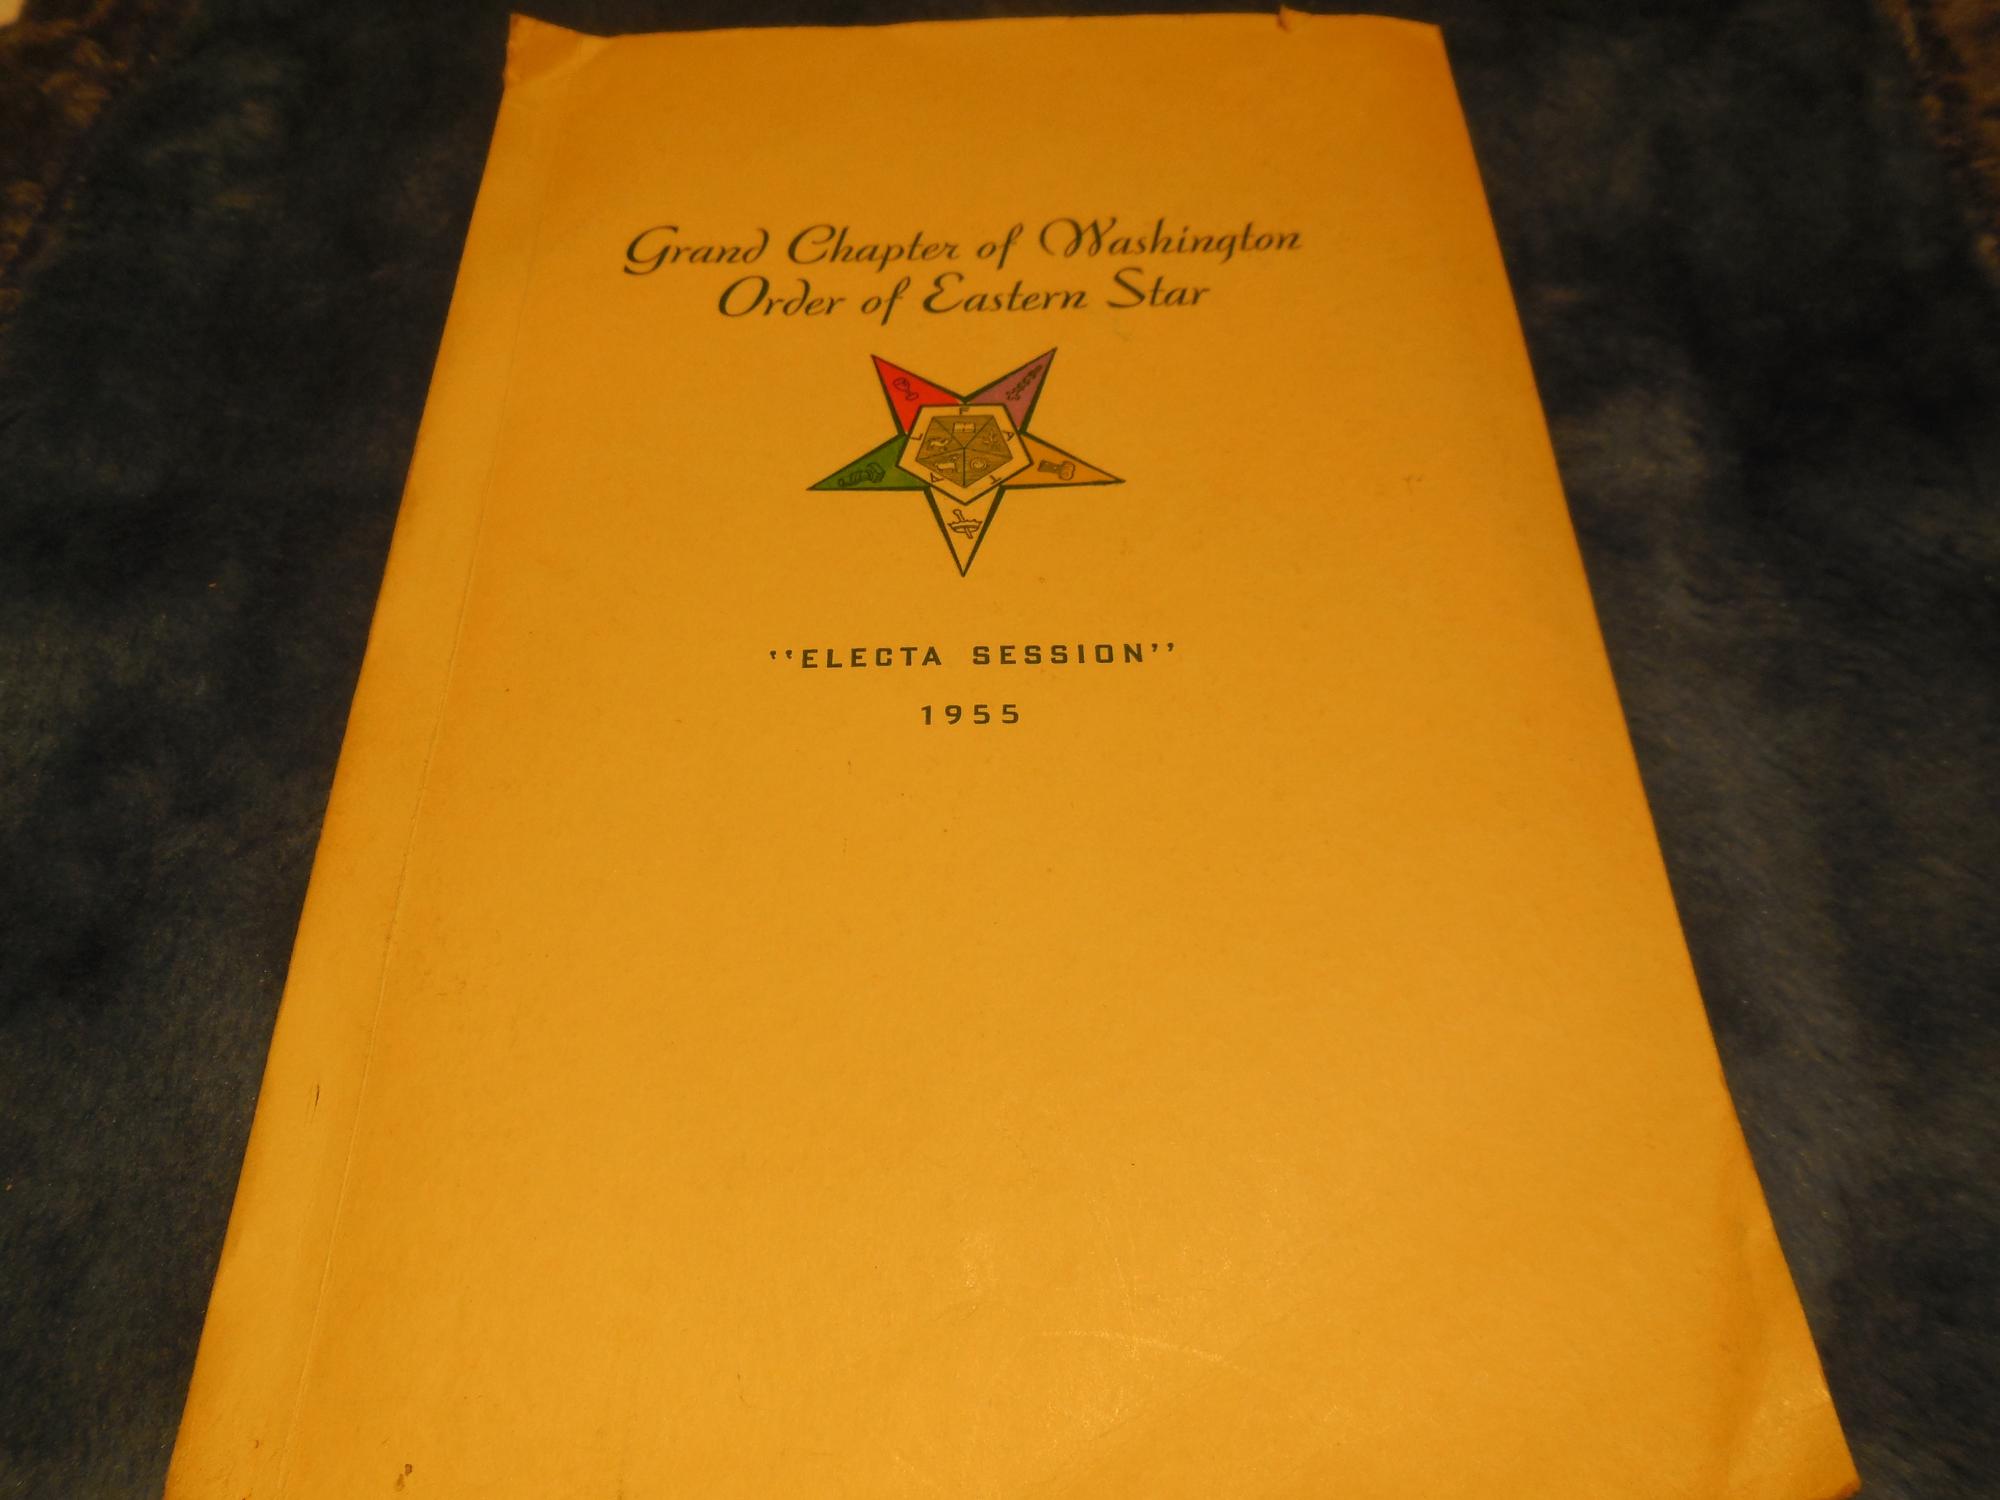 Grand Chapter of Washington
Order of Eastern Star
F
A
T
A
L
"ELECTA SESSION"
1955